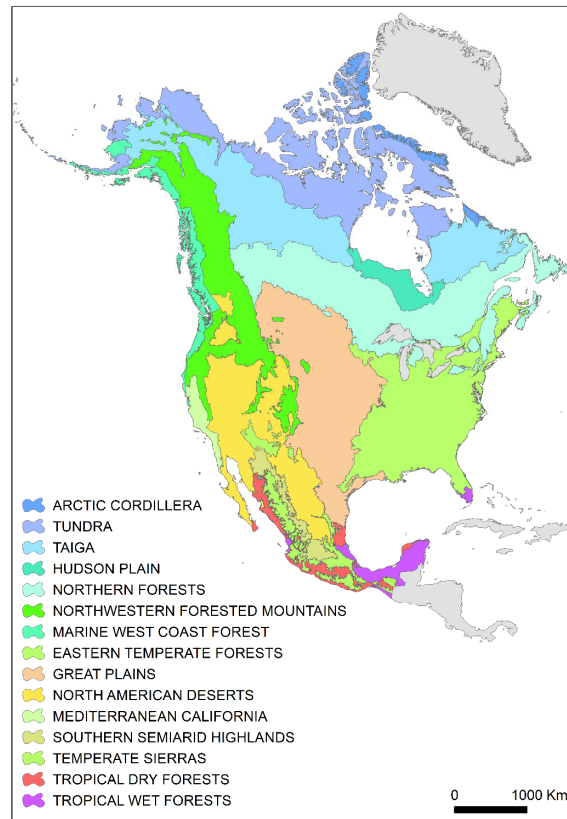 ARCTIC CORDILLERA
TUNDRA
TAIGA
HUDSON PLAIN
NORTHERN FORESTS
NORTHWESTERN FORESTED MOUNTAINS
MARINE WEST COAST FOREST
EASTERN TEMPERATE FORESTS
GREAT PLAINS
NORTH AMERICAN DESERTS
MEDITERRANEAN CALIFORNIA
SOUTHERN SEMIARID HIGHLANDS
TEMPERATE SIERRAS
TROPICAL DRY FORESTS
TROPICAL WET FORESTS
0 1000 Km